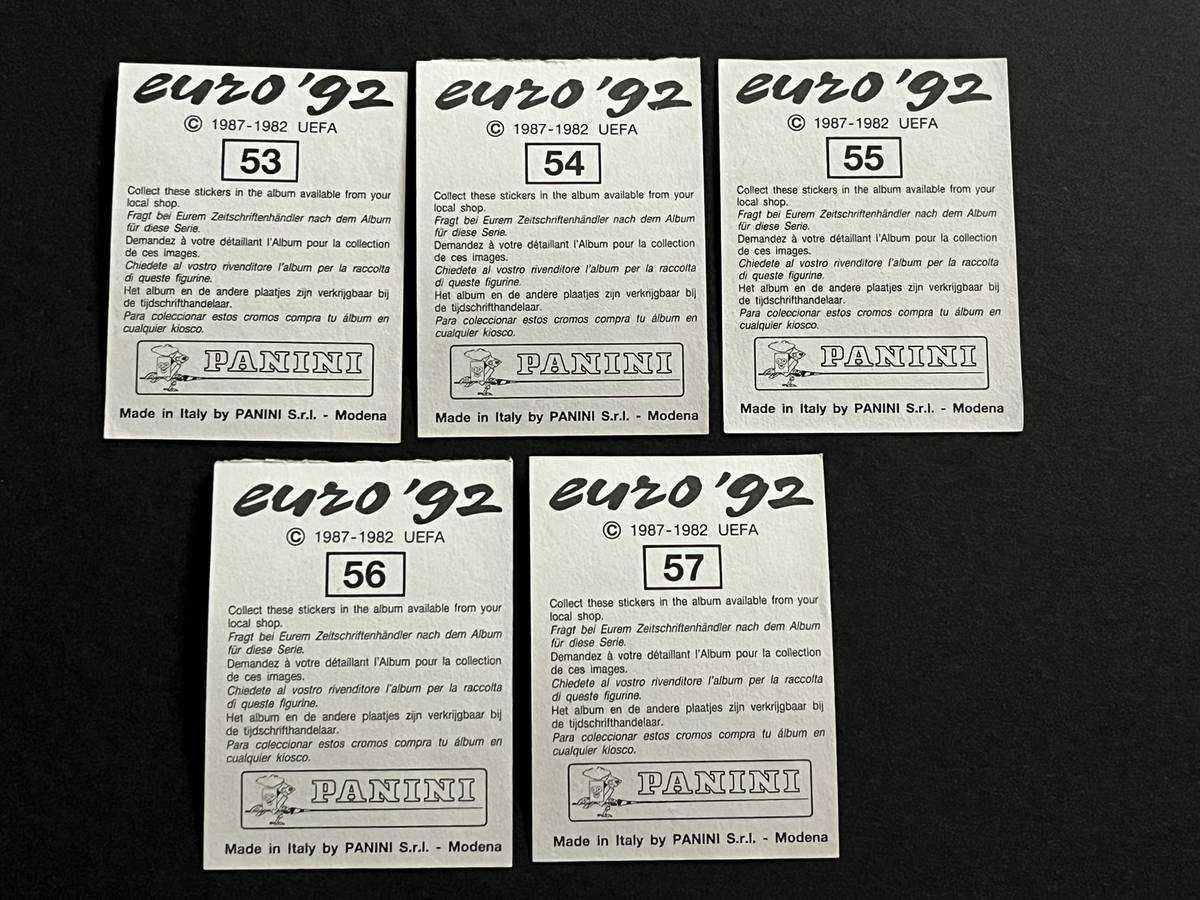 euro '92
© 1987-1982 UEFA
53
Collect these stickers in the album available from your
local shop.
Fragt bei Eurem Zeitschriftenhändler nach dem Album
für diese Serie.
Demandez à votre détaillant l'Album pour la collection
de ces images.
Chiedete al vostro rivenditore l'album per la raccolta
di queste figurine.
Het album en de andere plaatjes zijn verkrijgbaar bij
de tijdschrifthandelaar.
Para coleccionar estos cromos compra tu álbum en
cualquier kiosco.
PANINI
Made in Italy by PANINI S.r.l. - Modena
euro '92
© 1987-1982 UEFA
54
Collect these stickers in the album available from your
local shop.
Fragt bei Eurem Zeitschriftenhändler nach dem Album
für diese Serie.
Demandez à votre détaillant l'Album pour la collection
de ces images.
Chiedete al vostro rivenditore l'album per la raccolta
di queste figurine.
Het album en de andere plaatjes zijn verkrijgbaar bij
de tijdschrifthandelaar.
Para coleccionar estos cromos compra tu álbum en
cualquier kiosco.
PANINI
Made in Italy by PANINI S.r.l. - Modena
euro '92
© 1987-1982 UEFA
55
Collect these stickers in the album available from your
local shop.
Fragt bei Eurem Zeitschriftenhändler nach dem Album
für diese Serie.
Demandez à votre détaillant l'Album pour la collection
de ces images.
Chiedete al vostro rivenditore l'album per la raccolta
di queste figurine.
Het album en de andere plaatjes zijn verkrijgbaar bij
de tijdschrifthandelaar.
Para coleccionar estos cromos compra tu álbum en
cualquier kiosco.
PANINI
Made in Italy by PANINI S.r.l. - Modena
euro '92
© 1987-1982 UEFA
56
Collect these stickers in the album available from your
local shop.
Fragt bei Eurem Zeitschriftenhändler nach dem Album
für diese Serie.
Demandez à votre détaillant l'Album pour la collection
de ces images.
Chiedete al vostro rivenditore l'album per la raccolta
di queste figurine.
Het album en de andere plaatjes zijn verkrijgbaar bij
de tijdschrifthandelaar.
Para coleccionar estos cromos compra tu álbum en
cualquier kiosco.
PANINI
Made in Italy by PANINI S.r.l. - Modena
euro '92
© 1987-1982 UEFA
57
Collect these stickers in the album available from your
local shop.
Fragt bei Eurem Zeitschriftenhändler nach dem Album
für diese Serie.
Demandez à votre détaillant l'Album pour la collection
de ces images.
Chiedete al vostro rivenditore l'album per la raccolta
di queste figurine.
Het album en de andere plaatjes zijn verkrijgbaar bij
de tijdschrifthandelaar.
Para coleccionar estos cromos compra tu álbum en
cualquier kiosco.
PANINI
Made in Italy by PANINI S.r.l. - Modena